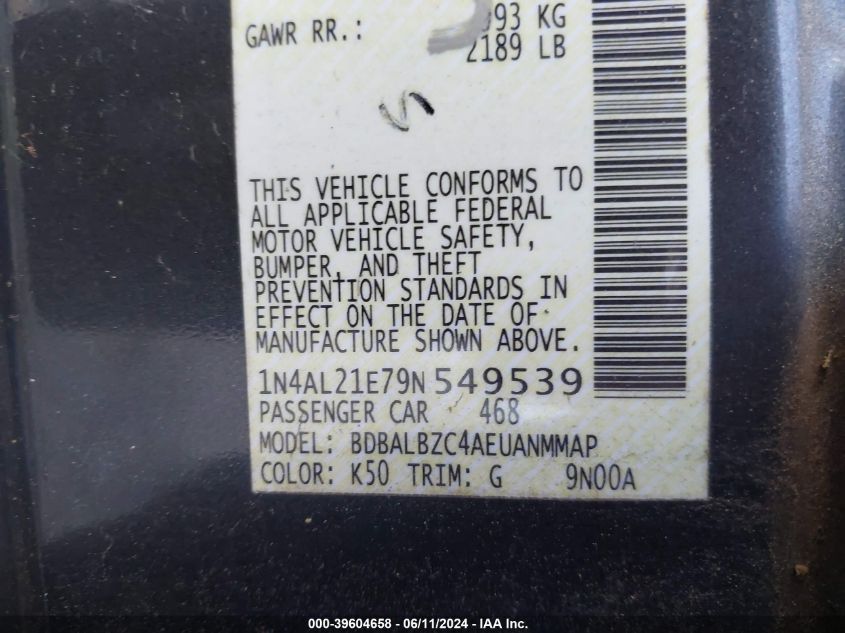 GAWR RR.: 993 KG
2189 LB
THIS VEHICLE CONFORMS TO
ALL APPLICABLE FEDERAL
MOTOR VEHICLE SAFETY,
BUMPER, AND THEFT
PREVENTION STANDARDS IN
EFFECT ON THE DATE OF
MANUFACTURE SHOWN ABOVE.
1N4AL21E79N549539
PASSENGER CAR 468
MODEL: BDBALBZC4AEUANMMAP
COLOR: K50 TRIM: G 9N00A
000-39604658 - 06/11/2024 - IAA Inc.